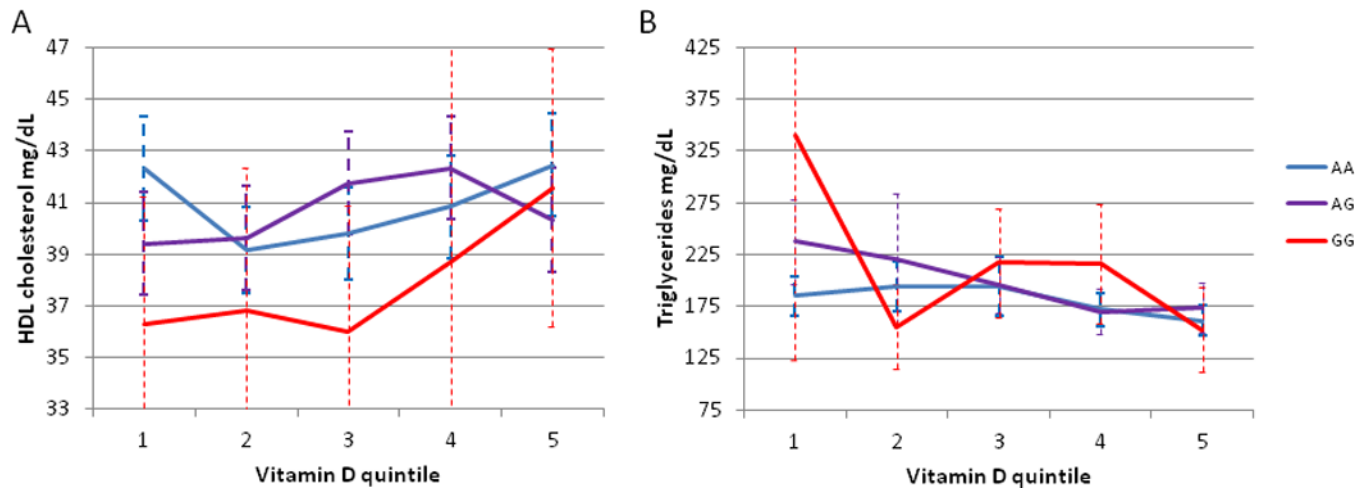 A
HDL cholesterol mg/dL
47
45
43
41
39
37
35
33
1 2 3 4 5
Vitamin D quintile
B
Triglycerides mg/dL
425
375
325
275
225
175
125
75
1 2 3 4 5
Vitamin D quintile
AA
AG
GG